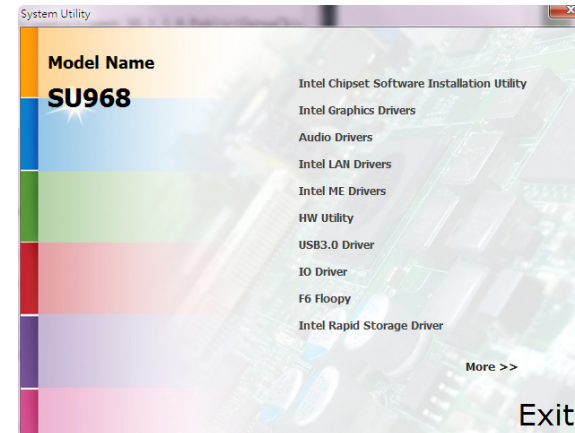 System Utility
Model Name
SU968
Intel Chipset Software Installation Utility
Intel Graphics Drivers
Audio Drivers
Intel LAN Drivers
Intel ME Drivers
HW Utility
USB3.0 Driver
IO Driver
F6 Floopy
Intel Rapid Storage Driver
More >>
Exit